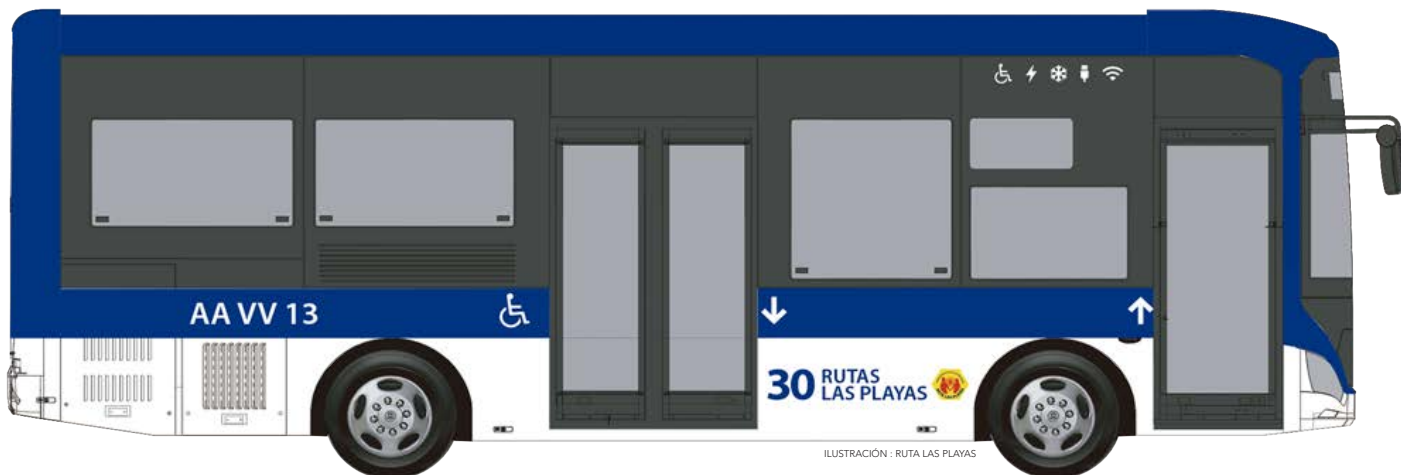 AA VV 13
30 RUTAS
LAS PLAYAS
ILUSTRACIÓN : RUTA LAS PLAYAS